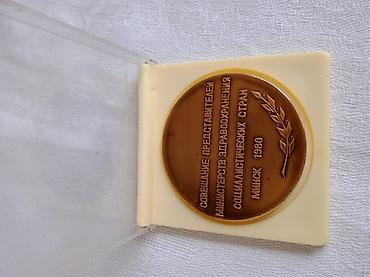 СОВЕЩАНИЕ ПРЕДСТАВИТЕЛЕЙ
МИНИСТЕРСТВ ЗДРАВООХРАНЕНИЯ
СОЦИАЛИСТИЧЕСКИХ СТРАН
МИНСК 1980